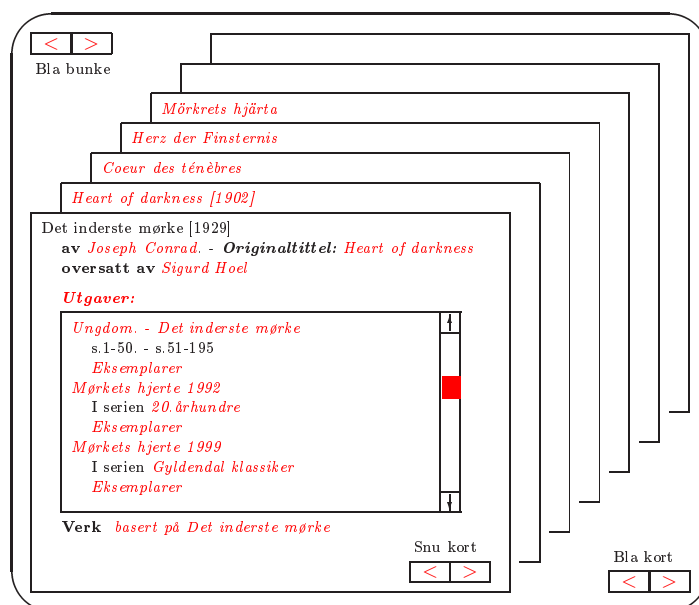 < >
Bla bunke
Mörkrets hjärta
Herz der Finsternis
Coeur des ténèbres
Heart of darkness [1902]
Det inderste mørke [1929]
av Joseph Conrad. - Originaltittel: Heart of darkness
oversatt av Sigurd Hoel
Utgaver:
Ungdom. - Det inderste mørke
s.1-50. - s.51-195
Eksemplarer
Mørkets hjerte 1992
I serien 20.århundre
Eksemplarer
Mørkets hjerte 1999
I serien Gyldendal klassiker
Eksemplarer
Verk basert på Det inderste mørke
Snu kort
< >
Bla kort
< >